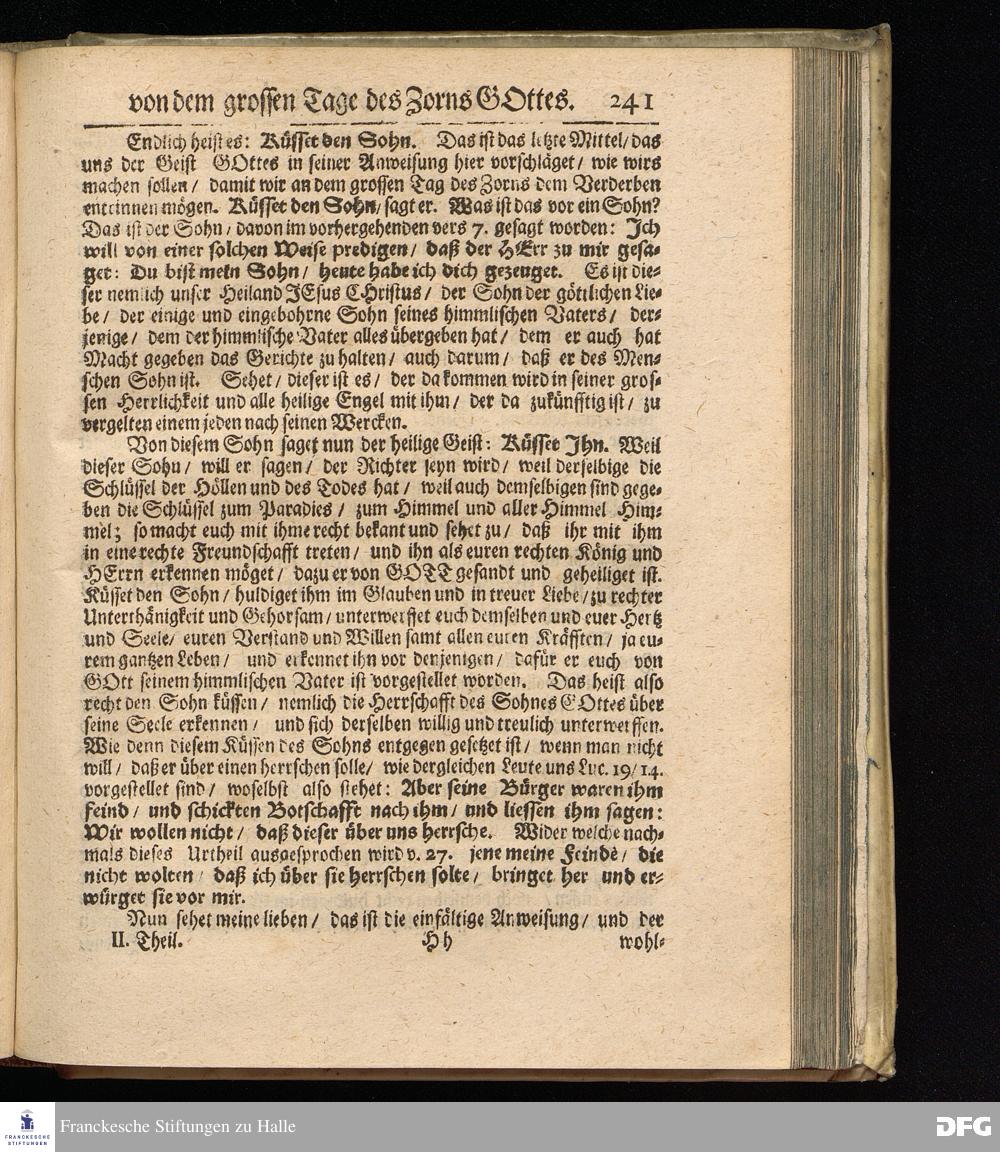 von dem grossen Tage des Zorns GOttes. 241
Endlich heist es: Küsset den Sohn. Das ist das letzte Mittel/ das
uns der Geist GOttes in seiner Anweisung hier vorschläget/ wie wirs
machen sollen/ damit wir an dem grossen Tag des Zorns dem Verderben
entrinnen mögen. Küsset den Sohn/ sagt er. Was ist das vor ein Sohn?
Das ist der Sohn/ davon im vorhergehenden vers 7. gesagt worden: Ich
will von einer solchen Weise predigen/ daß der HErr zu mir gesa-
get: Du bist mein Sohn/ heute habe ich dich gezeuget. Es ist die-
ser nemlich unser Heiland JEsus CHristus/ der Sohn der göttlichen Lie-
be/ der einige und eingebohrne Sohn seines himmlischen Vaters/ der-
jenige/ dem der himmlische Vater alles übergeben hat/ dem er auch hat
Macht gegeben das Gerichte zu halten/ auch darum/ daß er des Men-
schen Sohn ist. Sehet/ dieser ist es/ der da kommen wird in seiner gros-
sen Herrlichkeit und alle heilige Engel mit ihm/ der da zukünfftig ist/ zu
vergelten einem jeden nach seinen Wercken.
Von diesem Sohn saget nun der heilige Geist: Küsset Ihn. Weil
dieser Sohn/ will er sagen/ der Richter seyn wird/ weil derselbige die
Schlüssel der Höllen und des Todes hat/ weil auch demselbigen sind gege-
ben die Schlüssel zum Paradies/ zum Himmel und aller Himmel Him-
mel; so macht euch mit ihme recht bekant und sehet zu/ daß ihr mit ihm
in eine rechte Freundschafft treten/ und ihn als euren rechten König und
HErrn erkennen möget/ dazu er von GOTT gesandt und geheiliget ist.
Küsset den Sohn/ huldiget ihm im Glauben und in treuer Liebe/ zu rechter
Unterthänigkeit und Gehorsam/ unterwerffet euch demselben und euer Hertz
und Seele/ euren Verstand und Willen samt allen euren Kräfften/ ja eu-
rem gantzen Leben/ und erkennet ihn vor denjenigen/ dafür er euch von
GOtt seinem himmlischen Vater ist vorgestellet worden. Das heist also
recht den Sohn küssen/ nemlich die Herrschafft des Sohnes GOttes über
seine Seele erkennen/ und sich derselben willig und treulich unterwerffen.
Wie denn diesem Küssen des Sohns entgegen gesetzet ist/ wenn man nicht
will/ daß er über einen herrschen solle/ wie dergleichen Leute uns Luc. 19/14.
vorgestellet sind/ woselbst also stehet: Aber seine Bürger waren ihm
feind/ und schickten Botschafft nach ihm/ und liessen ihm sagen:
Wir wollen nicht/ daß dieser über uns herrsche. Wider welche nach-
mals dieses Urtheil ausgesprochen wird v. 27. jene meine Feinde/ die
nicht wolten/ daß ich über sie herrschen solte/ bringet her und er-
würget sie vor mir.
Nun sehet meine lieben/ das ist die einfältige Anweisung/ und der
II. Theil. Hh wohl-
FRANCKESCHE
STIFTUNGEN
Franckesche Stiftungen zu Halle
DFG